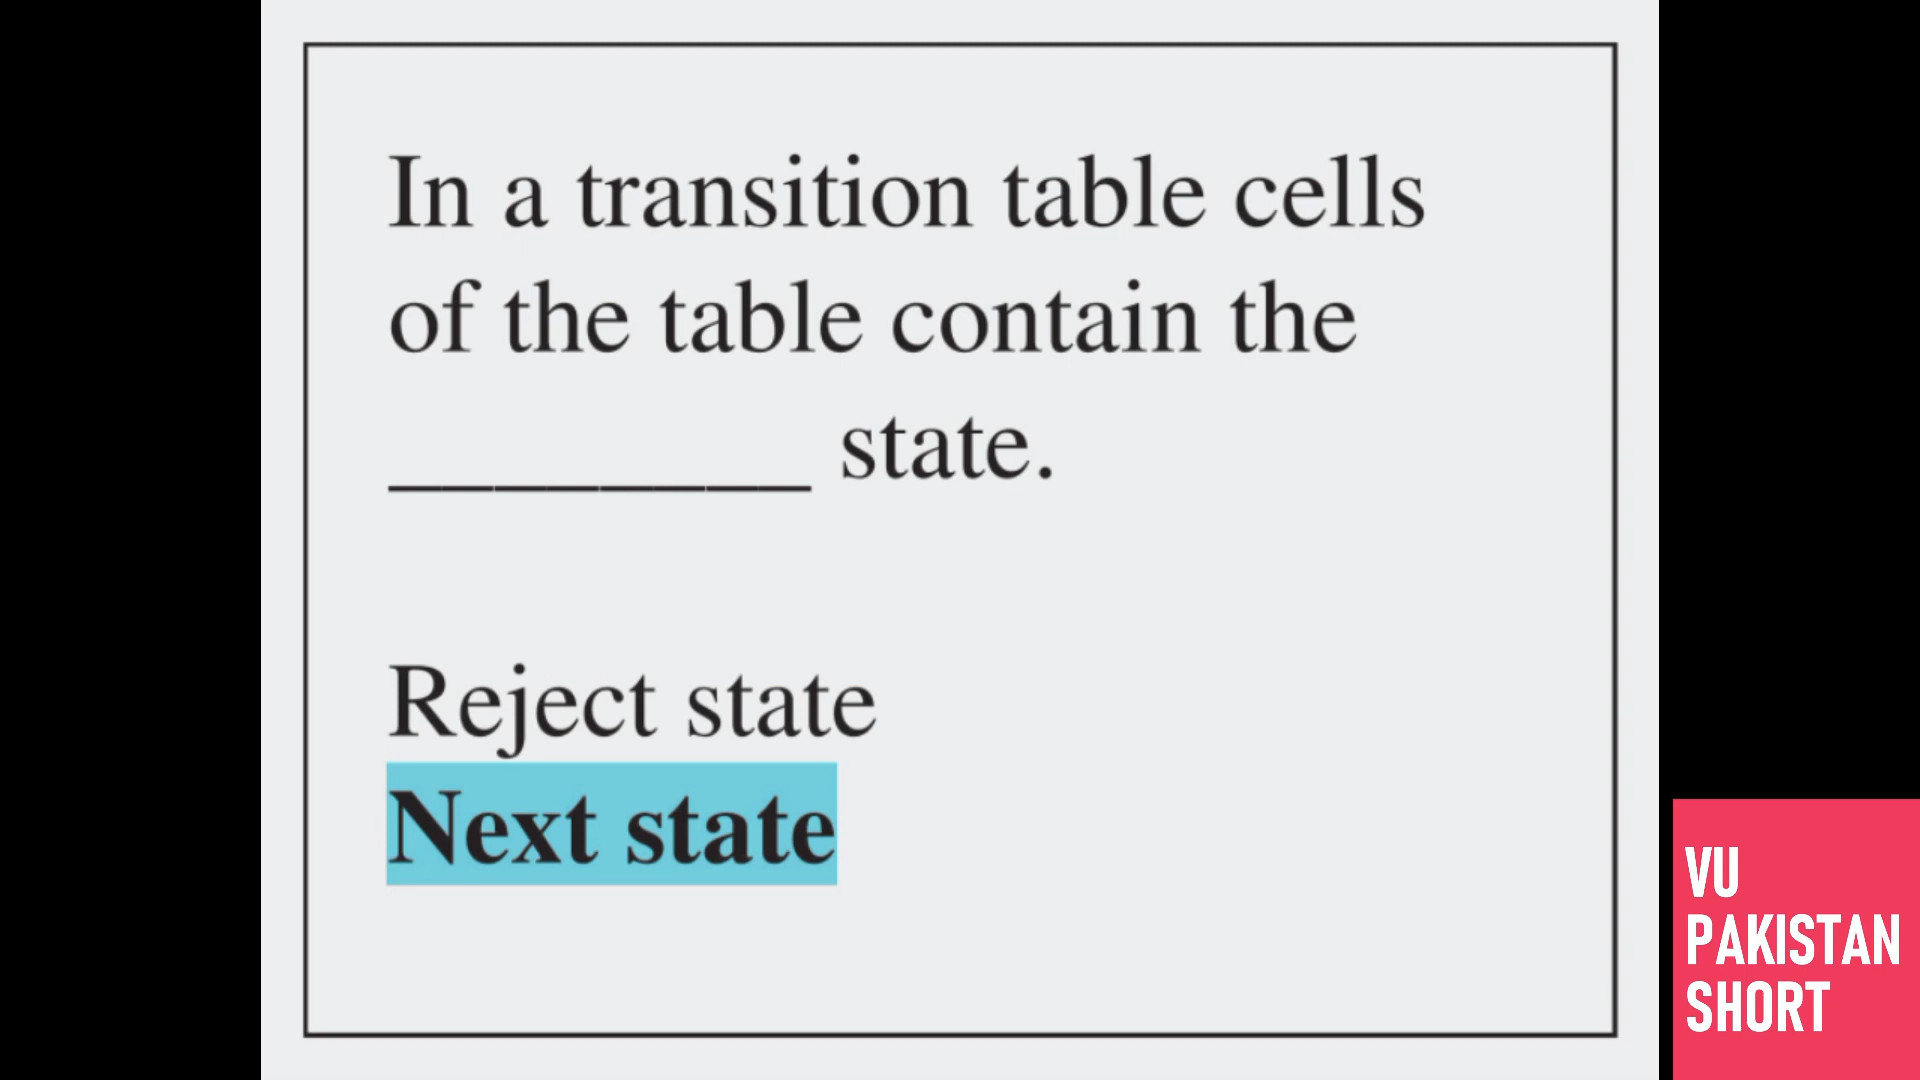 In a transition table cells
of the table contain the
________ state.
Reject state
Next state
VU
PAKISTAN
SHORT